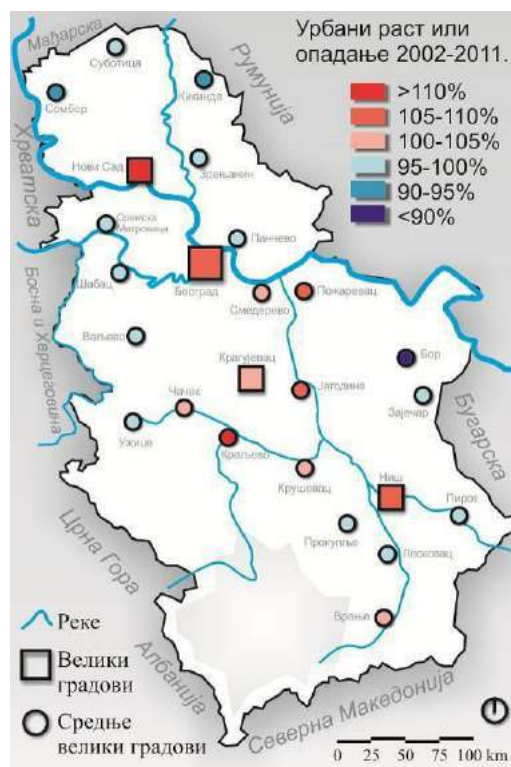 Урбани раст или
опадање 2002-2011.
>110%
105-110%
100-105%
95-100%
90-95%
<90%
Мађарска
Румунија
Хрватска
Босна и Херцеговина
Црна Гора
Албанија
Северна Македонија
Бугарска
Суботица
Сомбор
Кикинда
Нови Сад
Зрењанин
Сремска
Митровица
Панчево
Шабац
Београд
Смедерево
Пожаревац
Ваљево
Крагујевац
Јагодина
Бор
Зајечар
Чачак
Ужице
Краљево
Крушевац
Ниш
Пирот
Прокупље
Лесковац
Врање
Реке
Велики
градови
Средње
велики градови
0 25 50 75 100 km